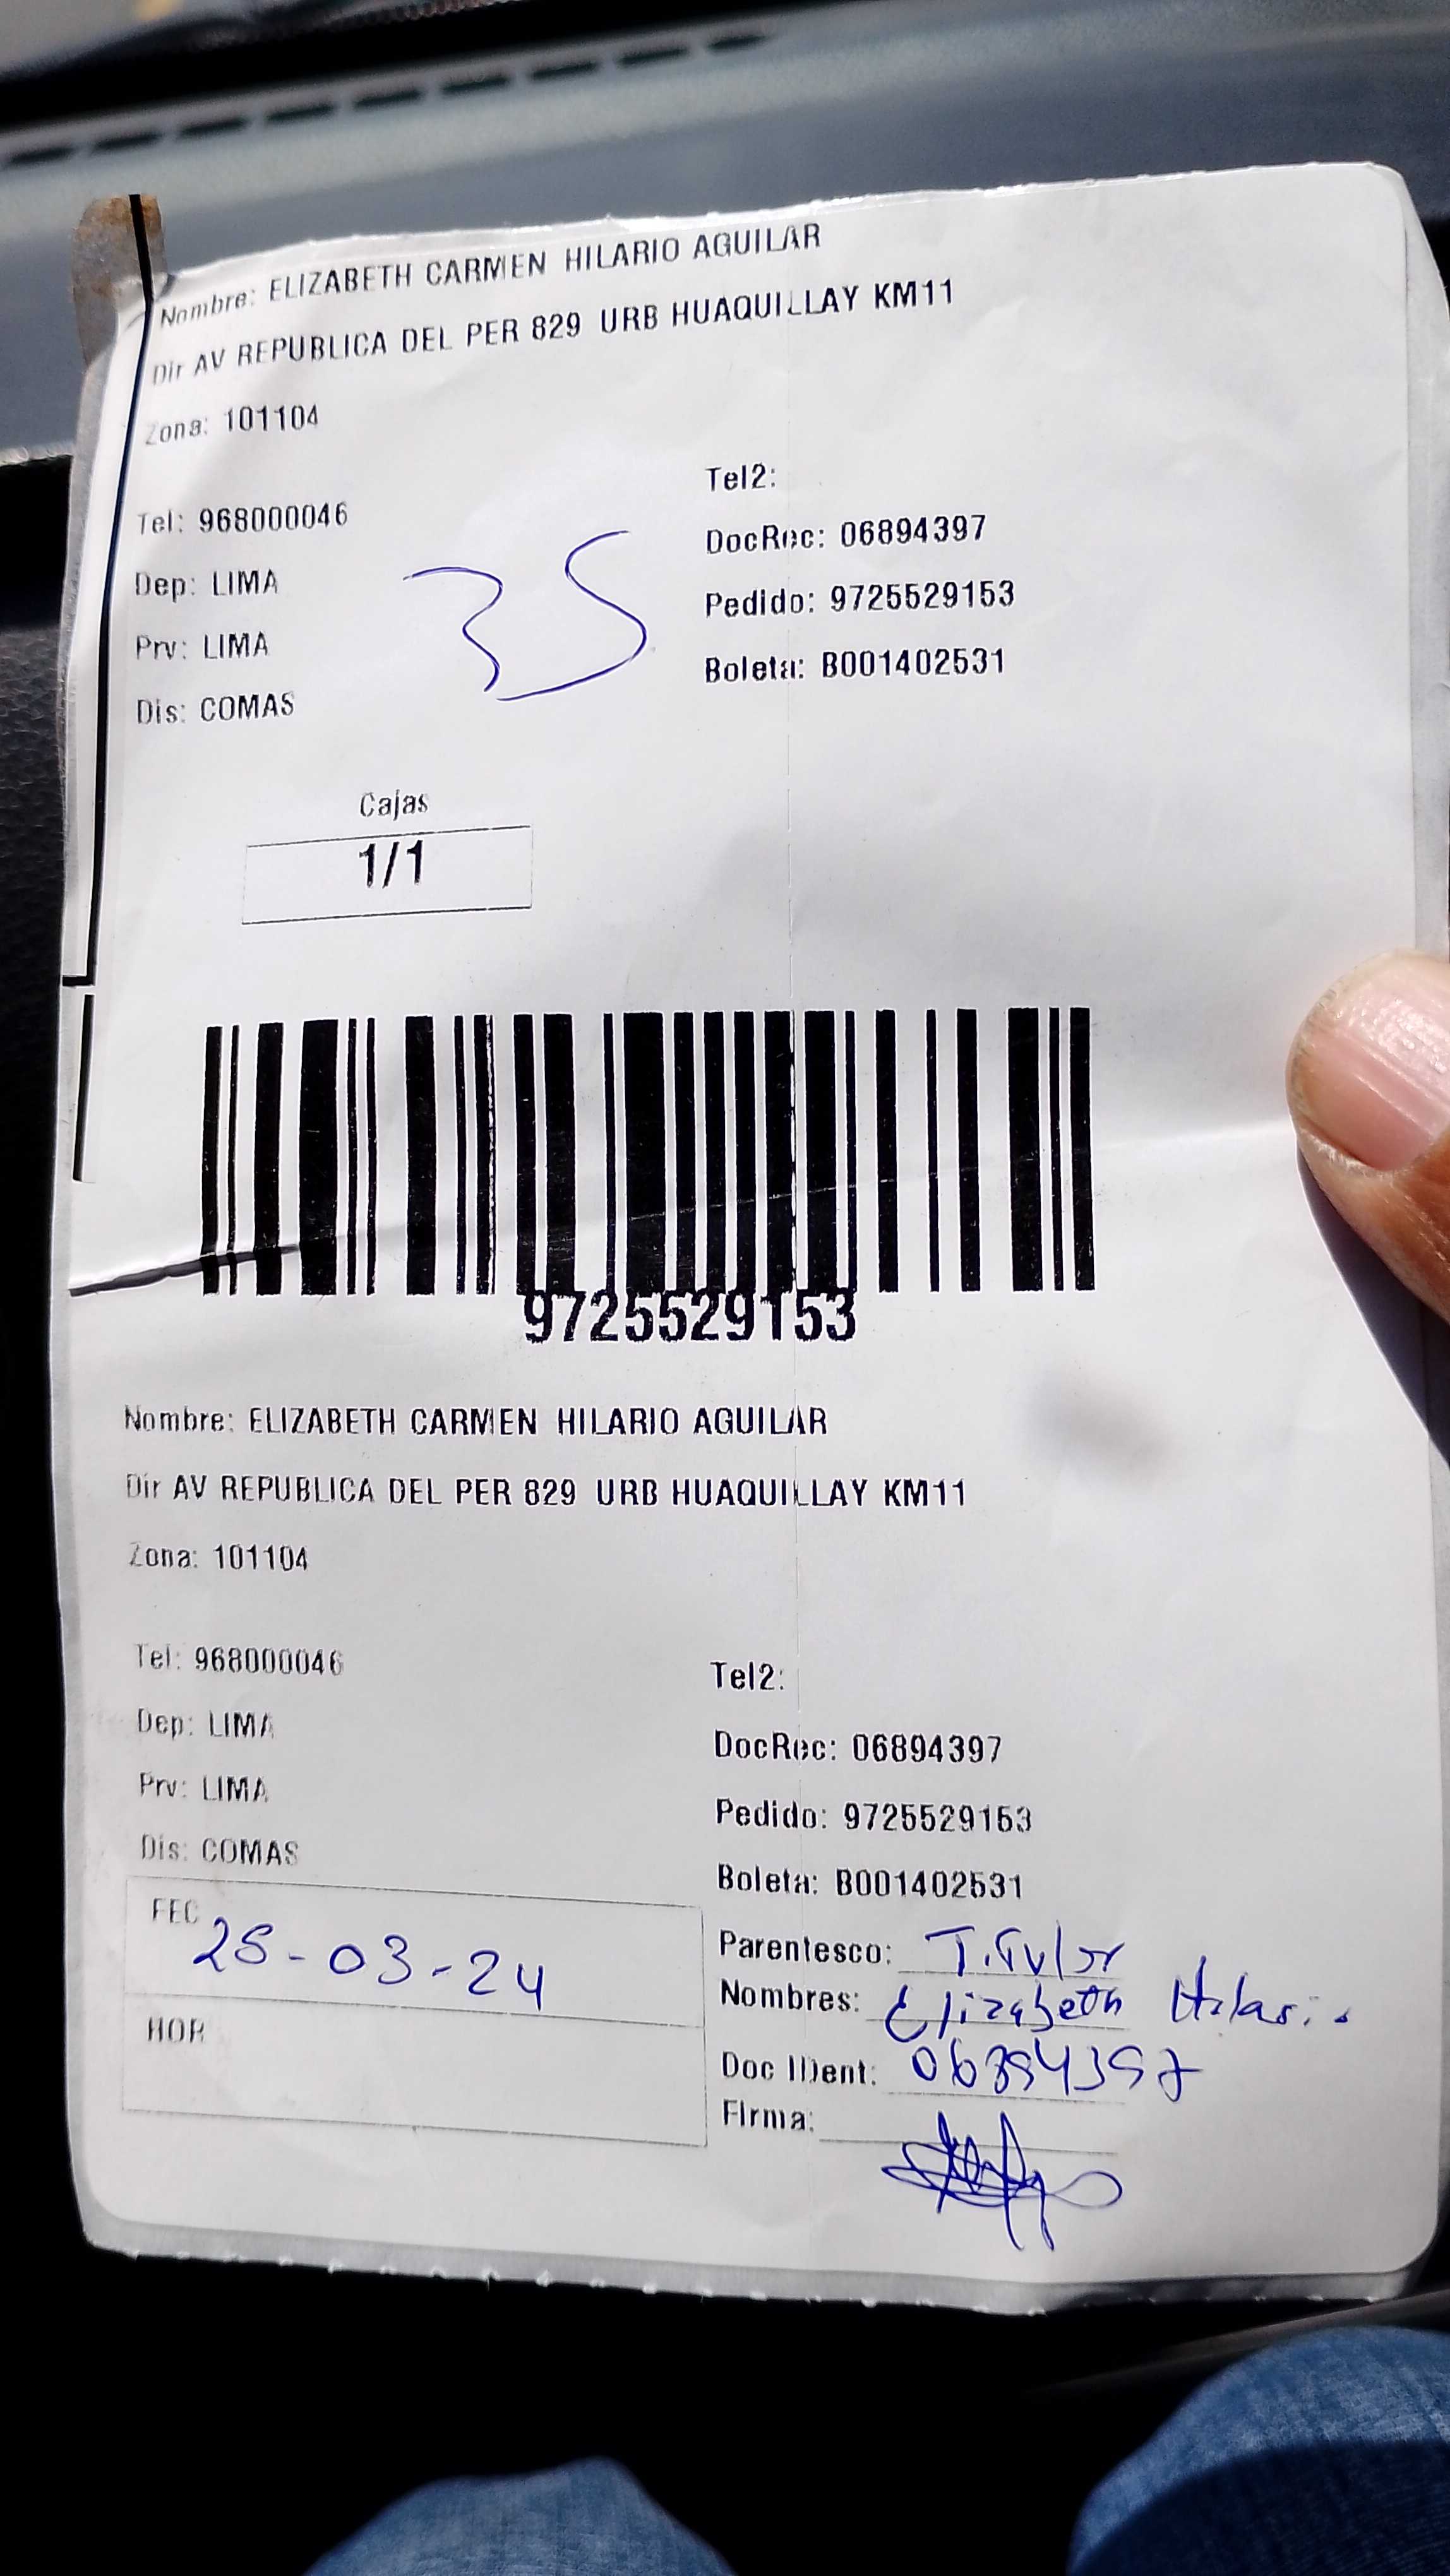 Nombre: ELIZABETH CARMEN HILARIO AGUILAR
Dir AV REPUBLICA DEL PER 829 URB HUAQUILLAY KM11
Zona: 101104
Tel: 968000046
Tel2:
DocRec: 06894397
Dep: LIMA
Pedido: 9725529153
Prv: LIMA
Boleta: B001402531
Dis: COMAS
35
Cajas
1/1
9725529153
Nombre: ELIZABETH CARMEN HILARIO AGUILAR
Dir AV REPUBLICA DEL PER 829 URB HUAQUILLAY KM11
Zona: 101104
Tel: 968000046
Tel2:
Dep: LIMA
DocRec: 06894397
Prv: LIMA
Pedido: 9725529153
Dis: COMAS
Boleta: B001402531
FEC 25-03-24
HOR
Parentesco: Titular
Nombres: Elizabeth Hilario
Doc IDent: 06894397
Firma: